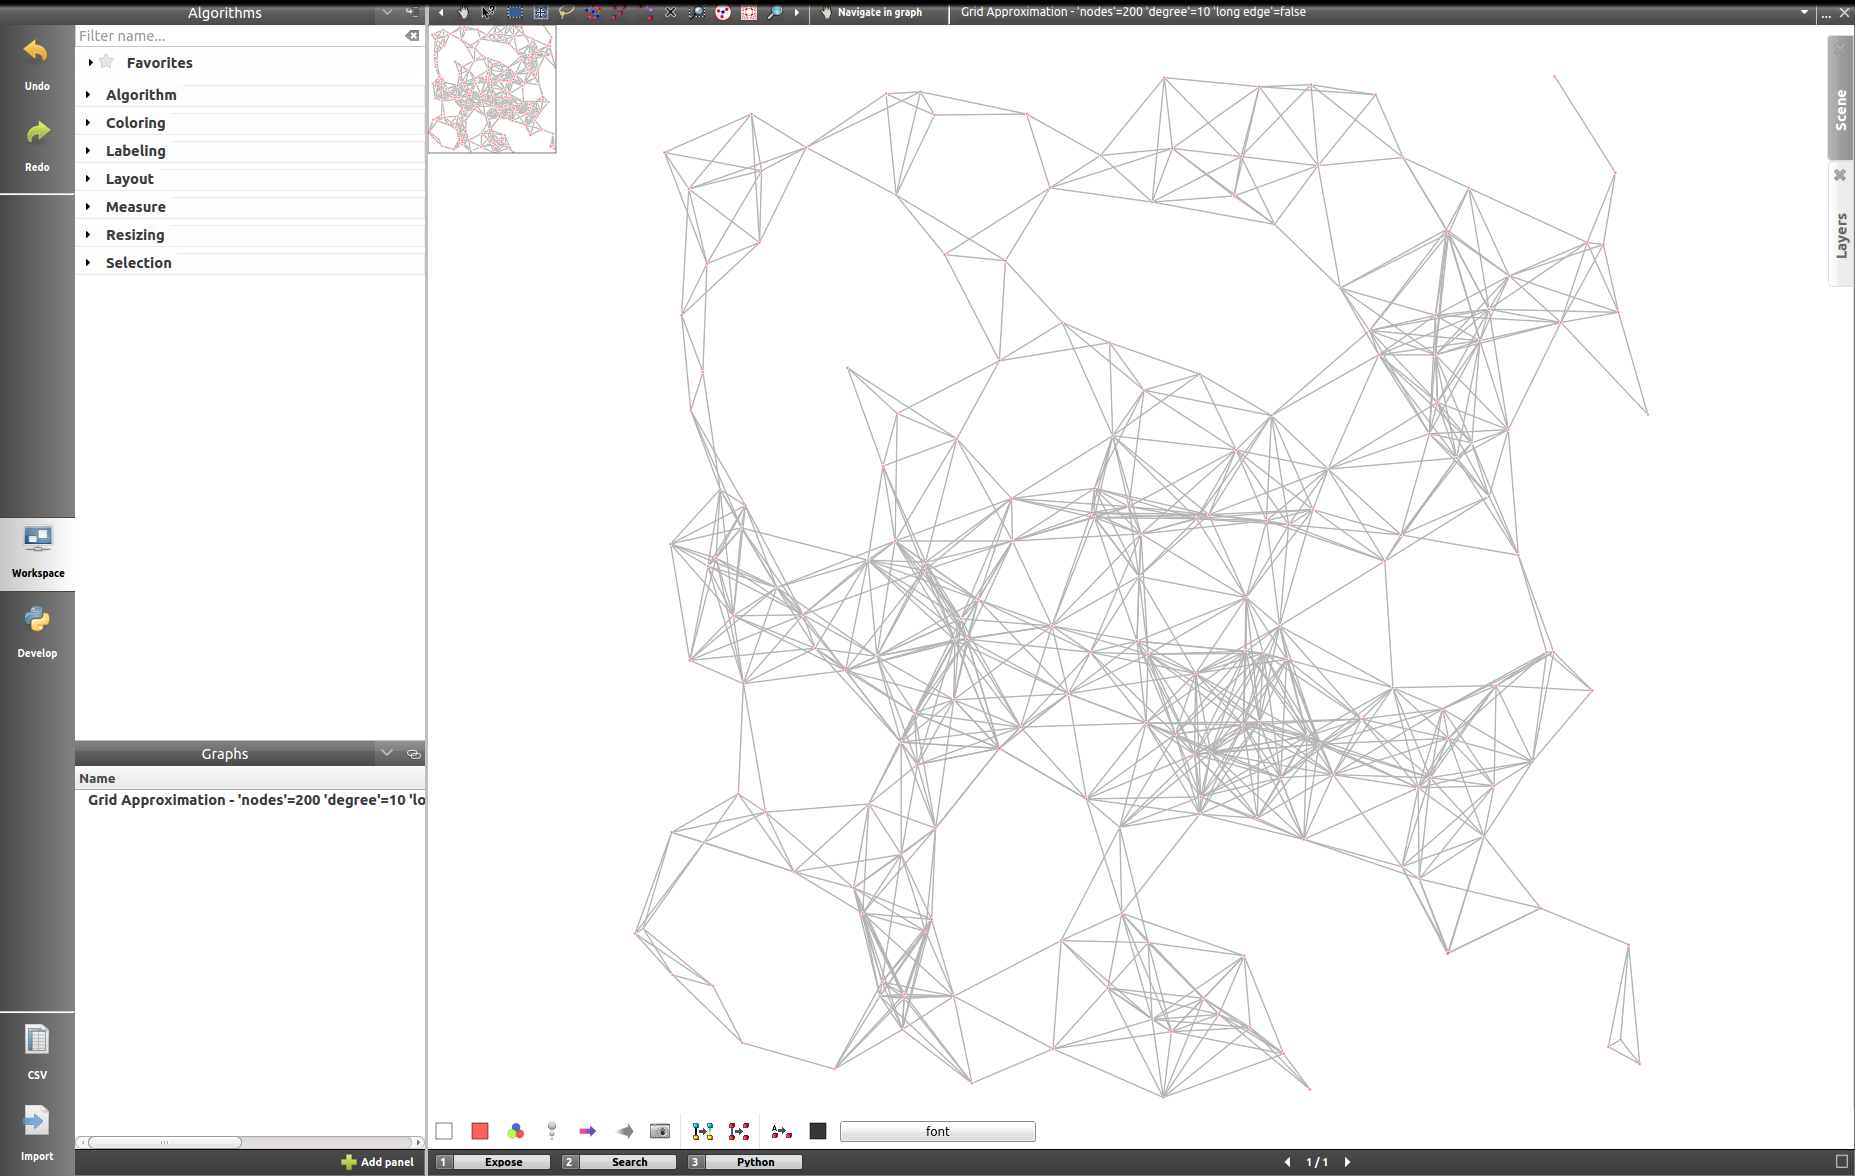 Algorithms
Navigate in graph
Grid Approximation - 'nodes'=200 'degree'=10 'long edge'=false
...
Filter name...
Favorites
Algorithm
Coloring
Labeling
Layout
Measure
Resizing
Selection
Undo
Redo
Workspace
Develop
CSV
Import
Scene
Layers
Graphs
Name
Grid Approximation - 'nodes'=200 'degree'=10 'lo
Add panel
font
1 Expose
2 Search
3 Python
1 / 1